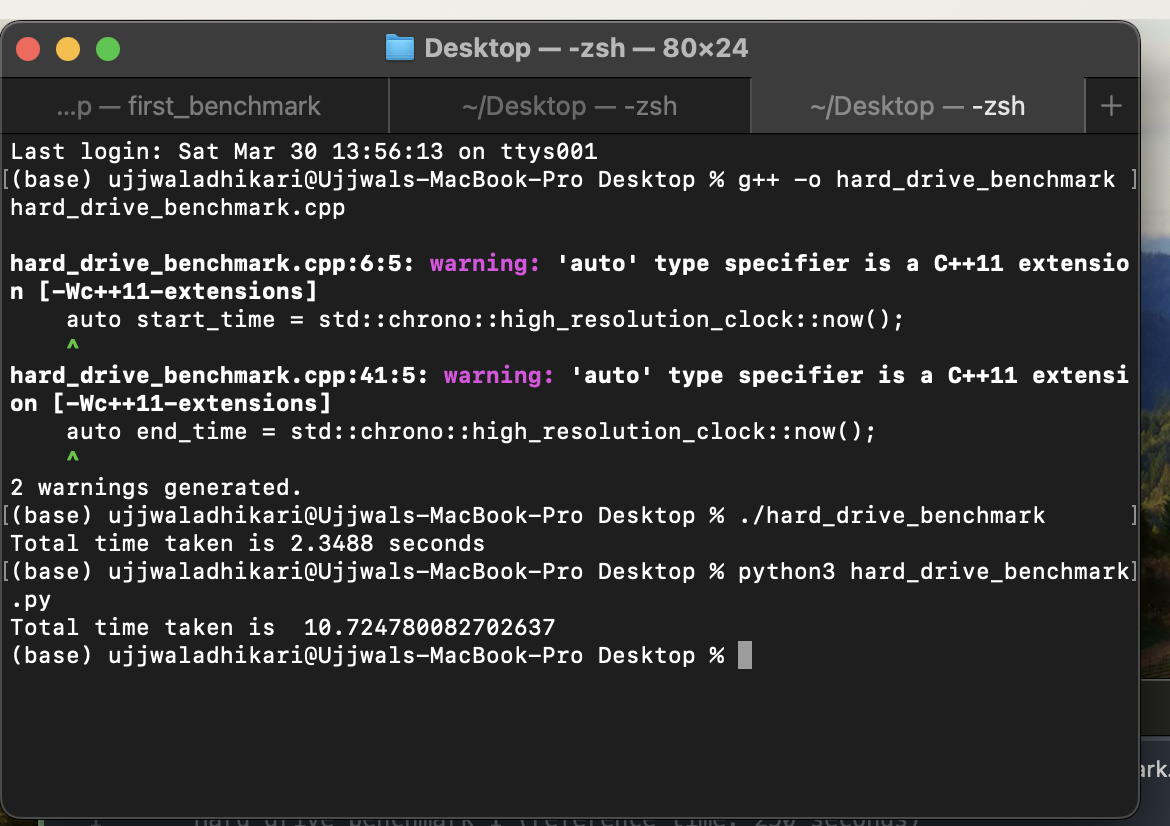 Desktop — -zsh — 80×24
...p — first_benchmark
~/Desktop — -zsh
~/Desktop — -zsh
+
Last login: Sat Mar 30 13:56:13 on ttys001
[(base) ujjwaladhikari@Ujjwals-MacBook-Pro Desktop % g++ -o hard_drive_benchmark ]
hard_drive_benchmark.cpp
hard_drive_benchmark.cpp:6:5: warning: 'auto' type specifier is a C++11 extensio
n [-Wc++11-extensions]
auto start_time = std::chrono::high_resolution_clock::now();
^
hard_drive_benchmark.cpp:41:5: warning: 'auto' type specifier is a C++11 extensi
on [-Wc++11-extensions]
auto end_time = std::chrono::high_resolution_clock::now();
^
2 warnings generated.
[(base) ujjwaladhikari@Ujjwals-MacBook-Pro Desktop % ./hard_drive_benchmark ]
Total time taken is 2.3488 seconds
[(base) ujjwaladhikari@Ujjwals-MacBook-Pro Desktop % python3 hard_drive_benchmark]
.py
Total time taken is  10.724780082702637
(base) ujjwaladhikari@Ujjwals-MacBook-Pro Desktop %